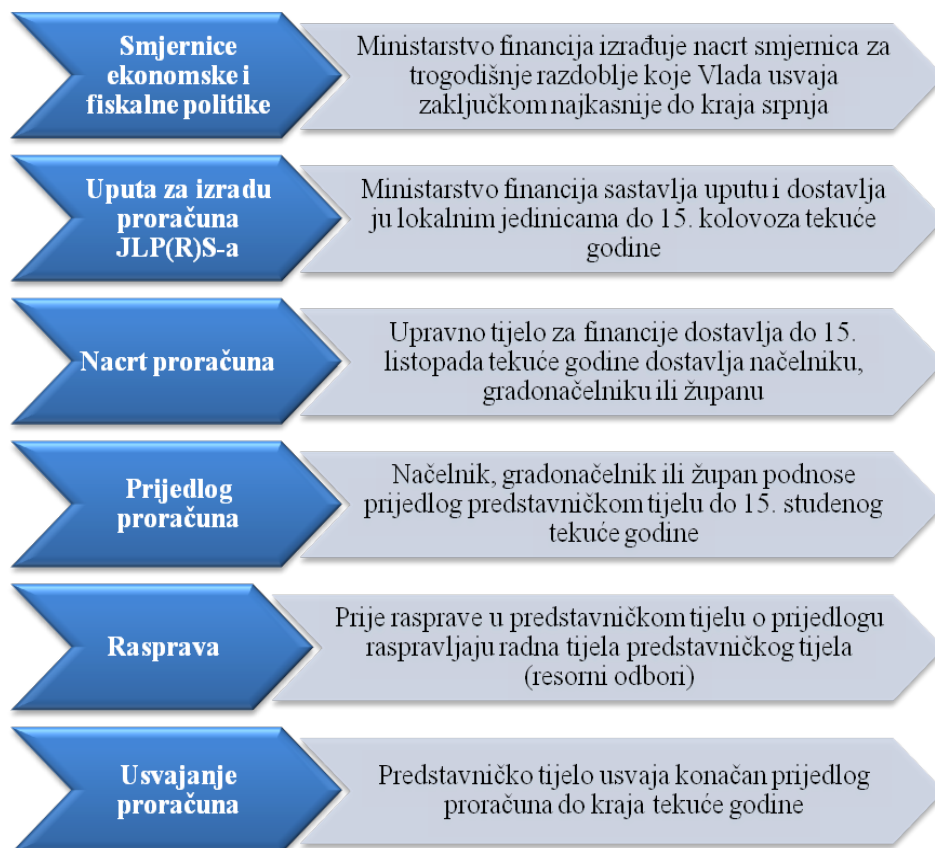 Smjernice
ekonomske i
fiskalne politike
Ministarstvo financija izrađuje nacrt smjernica za
trogodišnje razdoblje koje Vlada usvaja
zaključkom najkasnije do kraja srpnja
Uputa za izradu
proračuna
JLP(R)S-a
Ministarstvo financija sastavlja uputu i dostavlja
ju lokalnim jedinicama do 15. kolovoza tekuće
godine
Nacrt proračuna
Upravno tijelo za financije dostavlja do 15.
listopada tekuće godine dostavlja načelniku,
gradonačelniku ili županu
Prijedlog
proračuna
Načelnik, gradonačelnik ili župan podnose
prijedlog predstavničkom tijelu do 15. studenog
tekuće godine
Rasprava
Prije rasprave u predstavničkom tijelu o prijedlogu
raspravljaju radna tijela predstavničkog tijela
(resorni odbori)
Usvajanje
proračuna
Predstavničko tijelo usvaja konačan prijedlog
proračuna do kraja tekuće godine